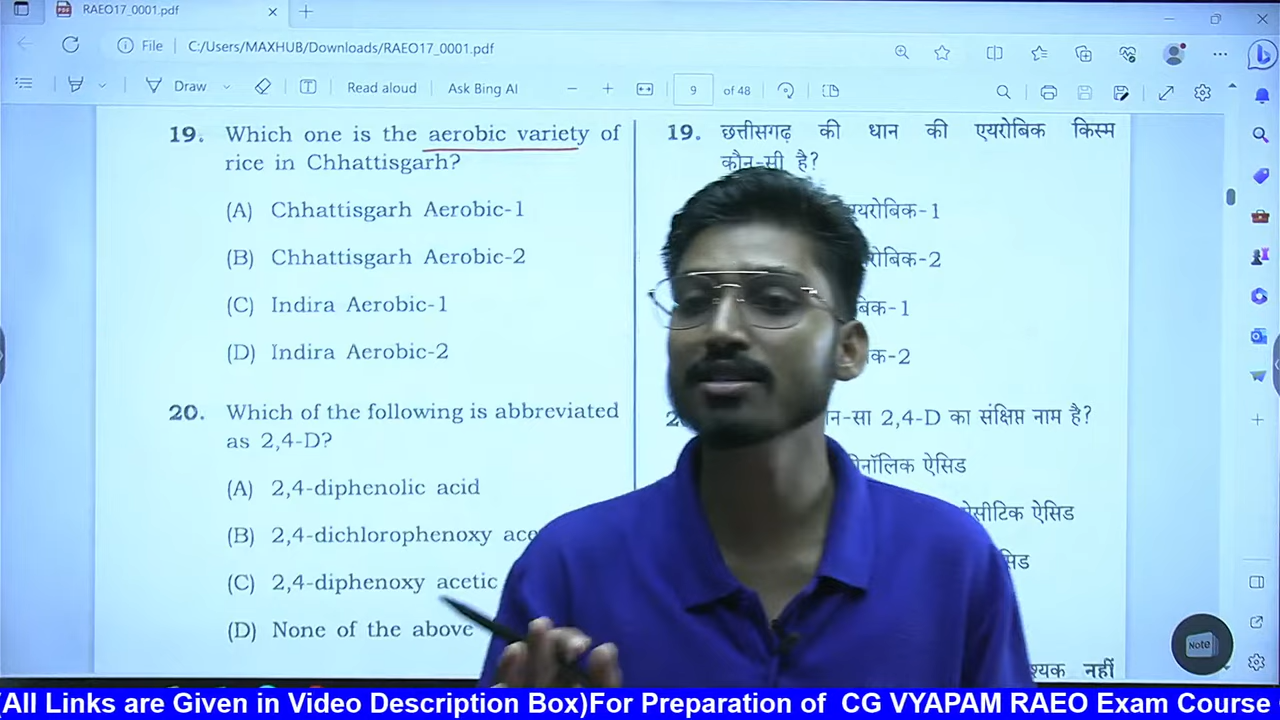 RAEO17_0001.pdf
File C:/Users/MAXHUB/Downloads/RAEO17_0001.pdf
Draw Read aloud Ask Bing AI 9 of 48
19. Which one is the aerobic variety of
rice in Chhattisgarh?
(A) Chhattisgarh Aerobic-1
(B) Chhattisgarh Aerobic-2
(C) Indira Aerobic-1
(D) Indira Aerobic-2
20. Which of the following is abbreviated
as 2,4-D?
(A) 2,4-diphenolic acid
(B) 2,4-dichlorophenoxy
(C) 2,4-diphenoxy acetic
(D) None of the above
19. छत्तीसगढ़ की धान की एयरोबिक किस्म
कौन-सी है?
एयरोबिक-1
-2
-1
-2
2,4-D का संक्षिप्त नाम है?
ऐसिड
ऐसिड
नहीं
Note
(All Links are Given in Video Description Box)For Preparation of CG VYAPAM RAEO Exam Course